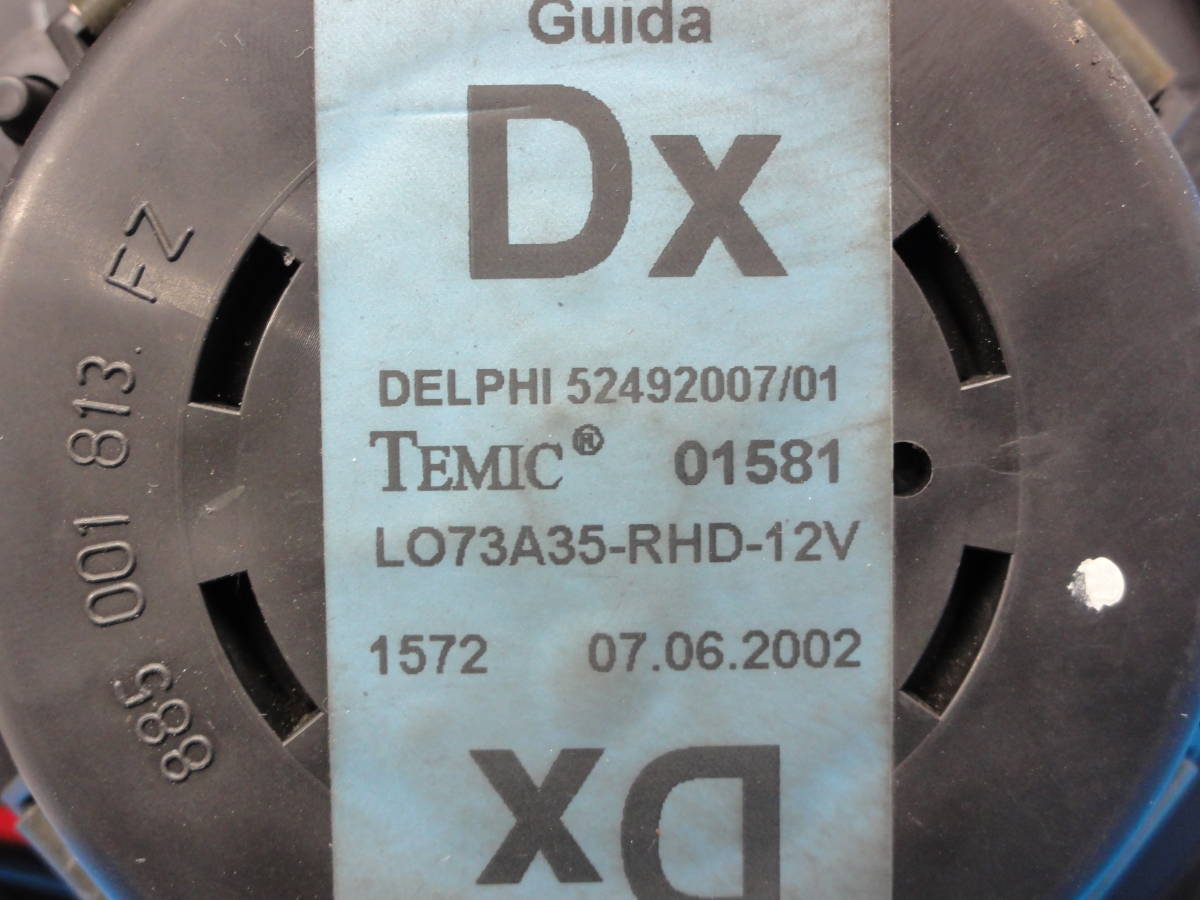 Guida
Dx
DELPHI 52492007/01
TEMIC® 01581
LO73A35-RHD-12V
1572 07.06.2002
Dx
885 001 813. FZ